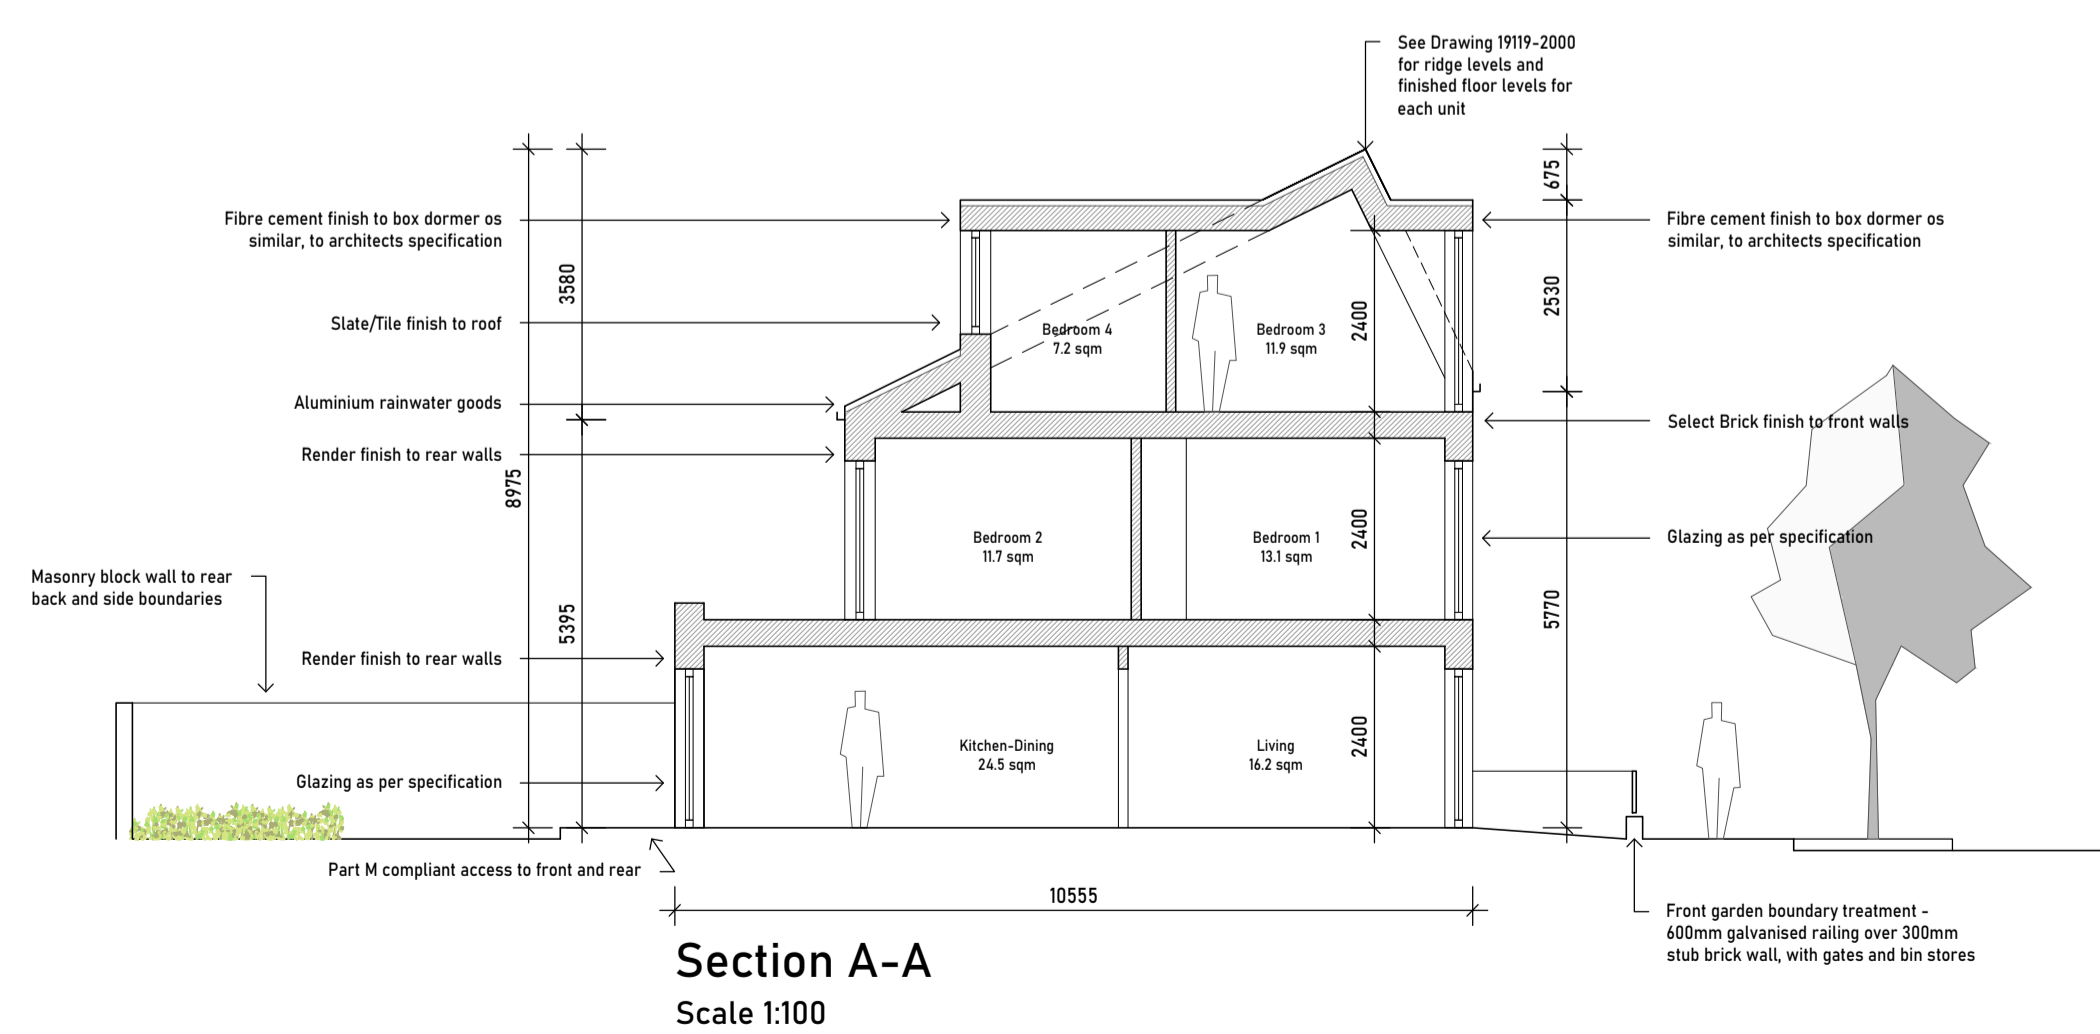 See Drawing 19119-2000
for ridge levels and
finished floor levels for
each unit
675
Fibre cement finish to box dormer os
similar, to architects specification
Fibre cement finish to box dormer os
similar, to architects specification
3580
2530
Slate/Tile finish to roof
Bedroom 4
7.2 sqm
Bedroom 3
11.9 sqm
2400
Aluminium rainwater goods
Select Brick finish to front walls
Render finish to rear walls
8975
Bedroom 2
11.7 sqm
Bedroom 1
13.1 sqm
2400
Glazing as per specification
Masonry block wall to rear
back and side boundaries
5395
5770
Render finish to rear walls
Kitchen-Dining
24.5 sqm
Living
16.2 sqm
2400
Glazing as per specification
Part M compliant access to front and rear
10555
Front garden boundary treatment -
600mm galvanised railing over 300mm
stub brick wall, with gates and bin stores
Section A-A
Scale 1:100